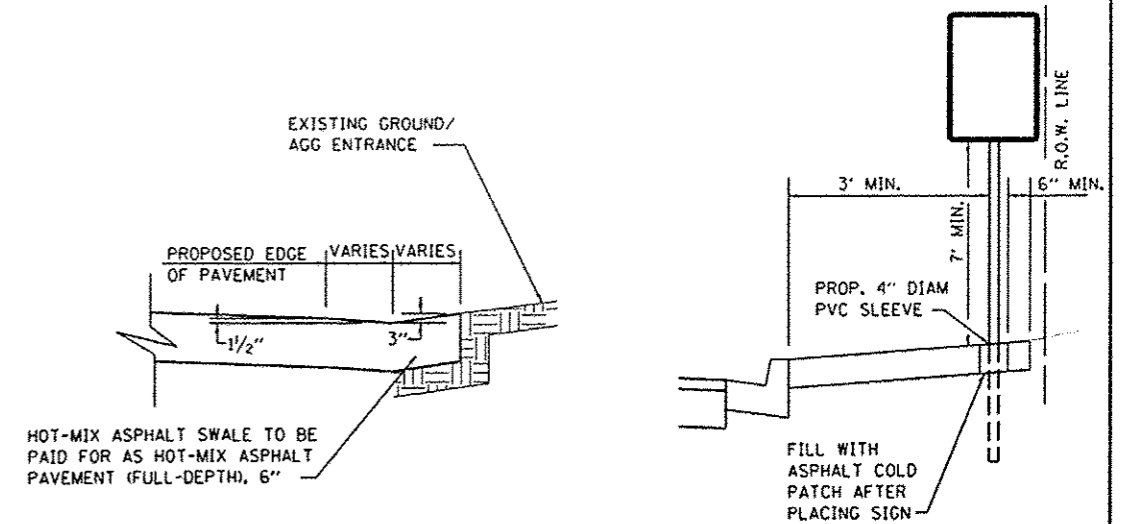 EXISTING GROUND/
AGG ENTRANCE
PROPOSED EDGE
OF PAVEMENT
VARIES
VARIES
1½"
3"
HOT-MIX ASPHALT SWALE TO BE
PAID FOR AS HOT-MIX ASPHALT
PAVEMENT (FULL-DEPTH), 6"
R.O.W. LINE
3' MIN.
6" MIN.
7' MIN.
PROP. 4" DIAM
PVC SLEEVE
FILL WITH
ASPHALT COLD
PATCH AFTER
PLACING SIGN